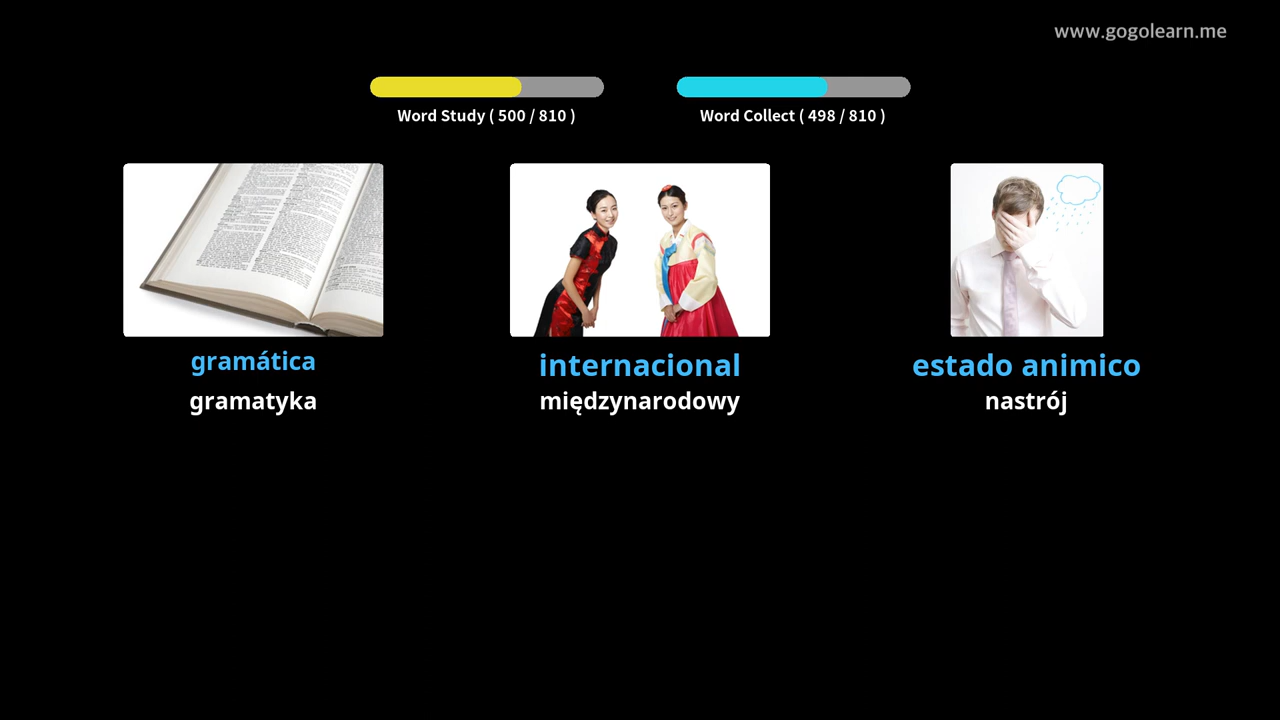 www.gogolearn.me
Word Study ( 500 / 810 )
Word Collect ( 498 / 810 )
gramática
gramatyka
internacional
międzynarodowy
estado animico
nastrój